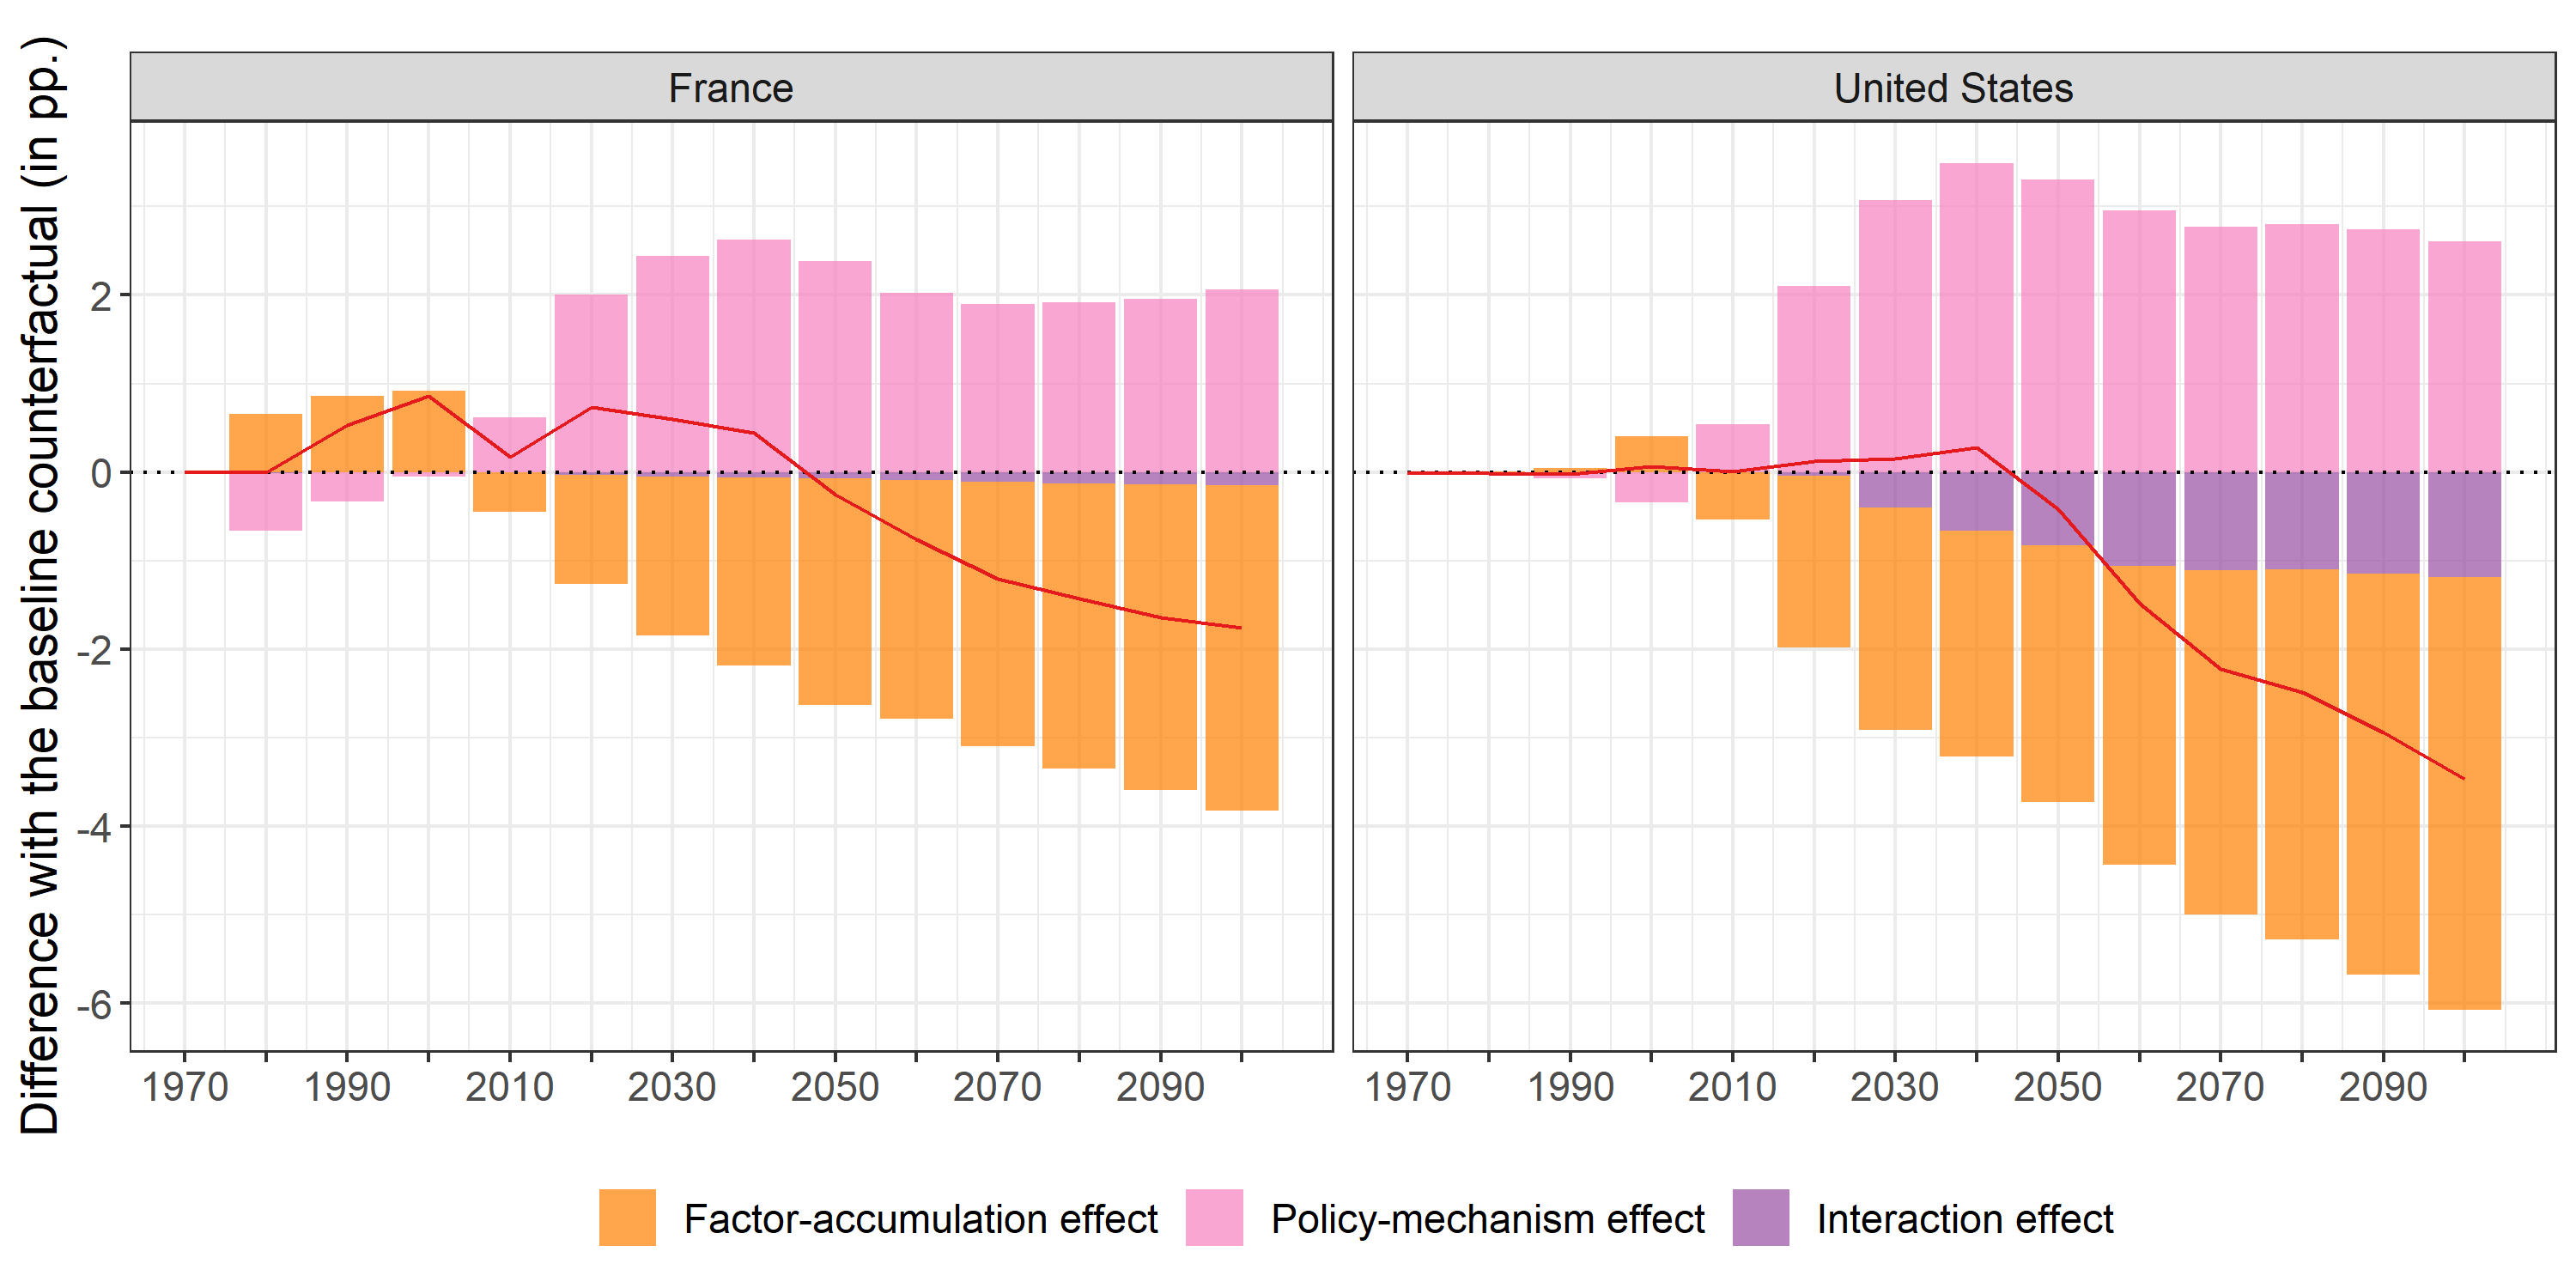 Difference with the baseline counterfactual (in pp.)
France
United States
2
0
-2
-4
-6
1970 1990 2010 2030 2050 2070 2090
1970 1990 2010 2030 2050 2070 2090
Factor-accumulation effect Policy-mechanism effect Interaction effect